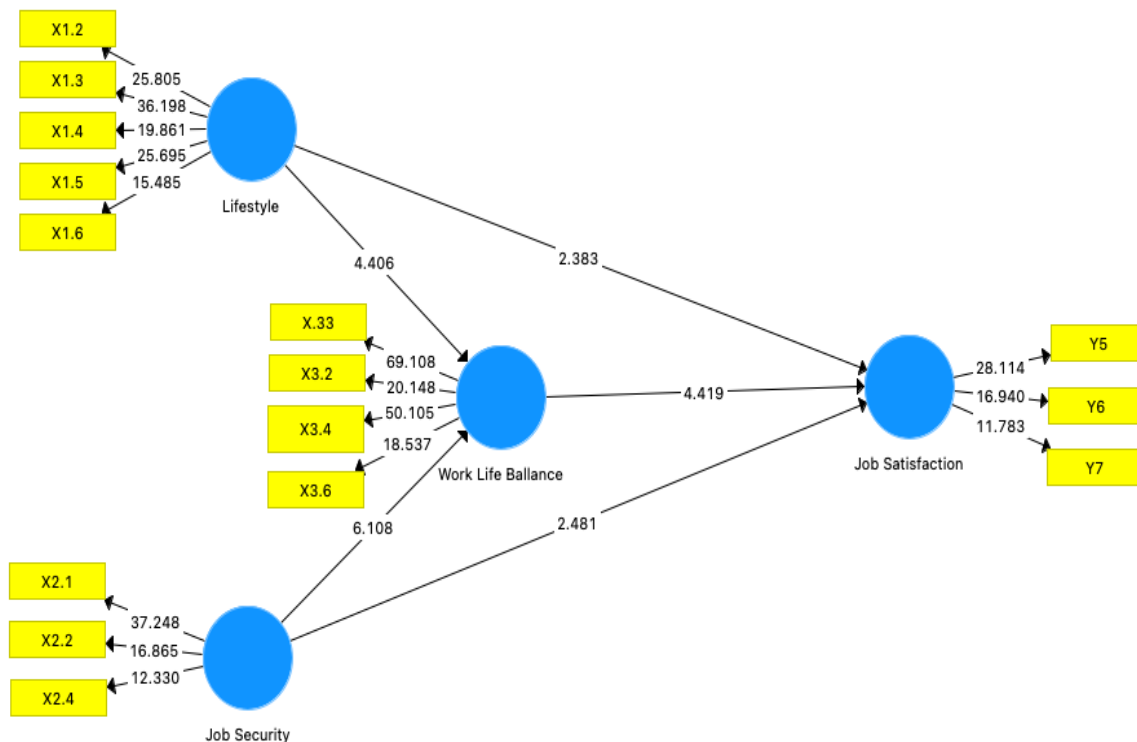 X1.2
X1.3
X1.4
X1.5
X1.6
25.805
36.198
19.861
25.695
15.485
Lifestyle
4.406
2.383
X.33
X3.2
X3.4
X3.6
69.108
20.148
50.105
18.537
Work Life Ballance
4.419
6.108
2.481
Job Satisfaction
28.114
16.940
11.783
Y5
Y6
Y7
X2.1
X2.2
X2.4
37.248
16.865
12.330
Job Security